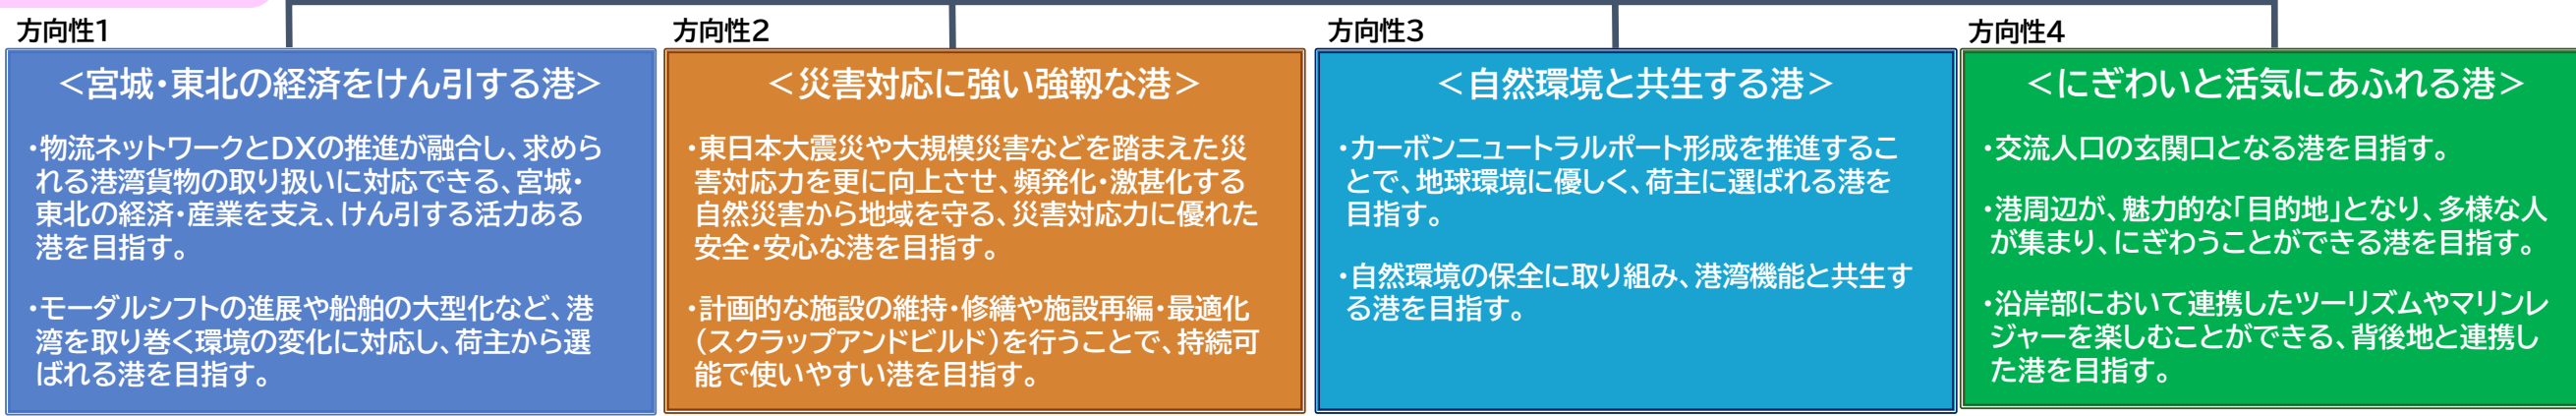 方向性1
＜宮城・東北の経済をけん引する港＞
・物流ネットワークとDXの推進が融合し、求めら
れる港湾貨物の取り扱いに対応できる、宮城・
東北の経済・産業を支え、けん引する活力ある
港を目指す。
・モーダルシフトの進展や船舶の大型化など、港
湾を取り巻く環境の変化に対応し、荷主から選
ばれる港を目指す。
方向性2
＜災害対応に強い強靱な港＞
・東日本大震災や大規模災害などを踏まえた災
害対応力を更に向上させ、頻発化・激甚化する
自然災害から地域を守る、災害対応力に優れた
安全・安心な港を目指す。
・計画的な施設の維持・修繕や施設再編・最適化
（スクラップアンドビルド）を行うことで、持続可
能で使いやすい港を目指す。
方向性3
＜自然環境と共生する港＞
・カーボンニュートラルポート形成を推進するこ
とで、地球環境に優しく、荷主に選ばれる港を
目指す。
・自然環境の保全に取り組み、港湾機能と共生す
る港を目指す。
方向性4
＜にぎわいと活気にあふれる港＞
・交流人口の玄関口となる港を目指す。
・港周辺が、魅力的な「目的地」となり、多様な人
が集まり、にぎわうことができる港を目指す。
・沿岸部において連携したツーリズムやマリンレ
ジャーを楽しむことができる、背後地と連携し
た港を目指す。